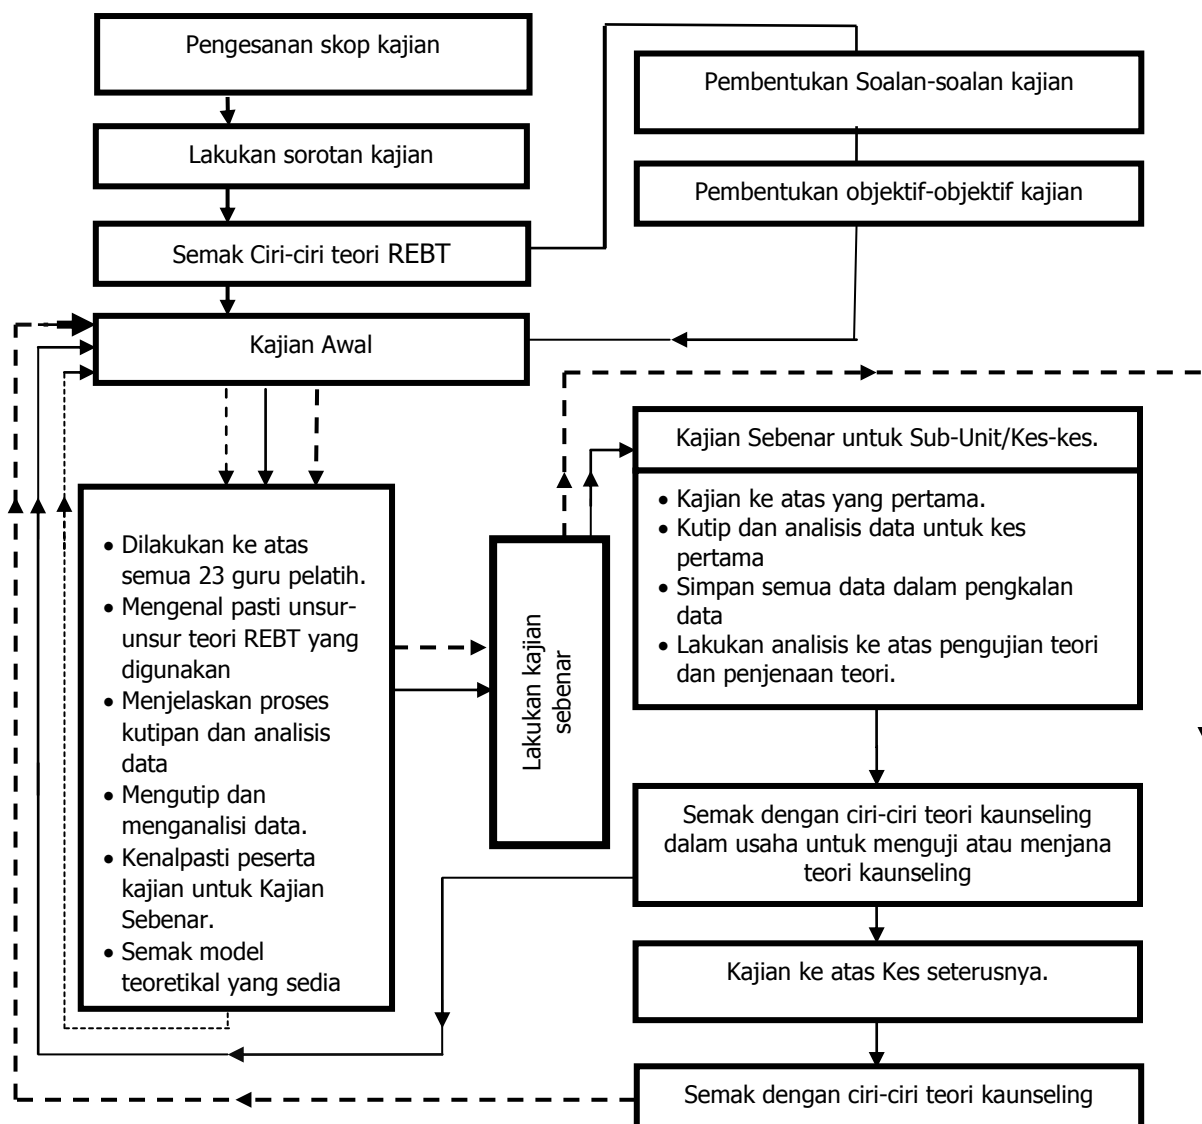 Pengesanan skop kajian
Lakukan sorotan kajian
Semak Ciri-ciri teori REBT
Pembentukan Soalan-soalan kajian
Pembentukan objektif-objektif kajian
Kajian Awal
• Dilakukan ke atas
semua 23 guru pelatih.
• Mengenal pasti unsur-
unsur teori REBT yang
digunakan
• Menjelaskan proses
kutipan dan analisis
data
• Mengutip dan
menganalisi data.
• Kenalpasti peserta
kajian untuk Kajian
Sebenar.
• Semak model
teoretikal yang sedia
Lakukan kajian
sebenar
Kajian Sebenar untuk Sub-Unit/Kes-kes.
• Kajian ke atas yang pertama.
• Kutip dan analisis data untuk kes
pertama
• Simpan semua data dalam pengkalan
data
• Lakukan analisis ke atas pengujian teori
dan penjenaan teori.
Semak dengan ciri-ciri teori kaunseling
dalam usaha untuk menguji atau menjana
teori kaunseling
Kajian ke atas Kes seterusnya.
Semak dengan ciri-ciri teori kaunseling